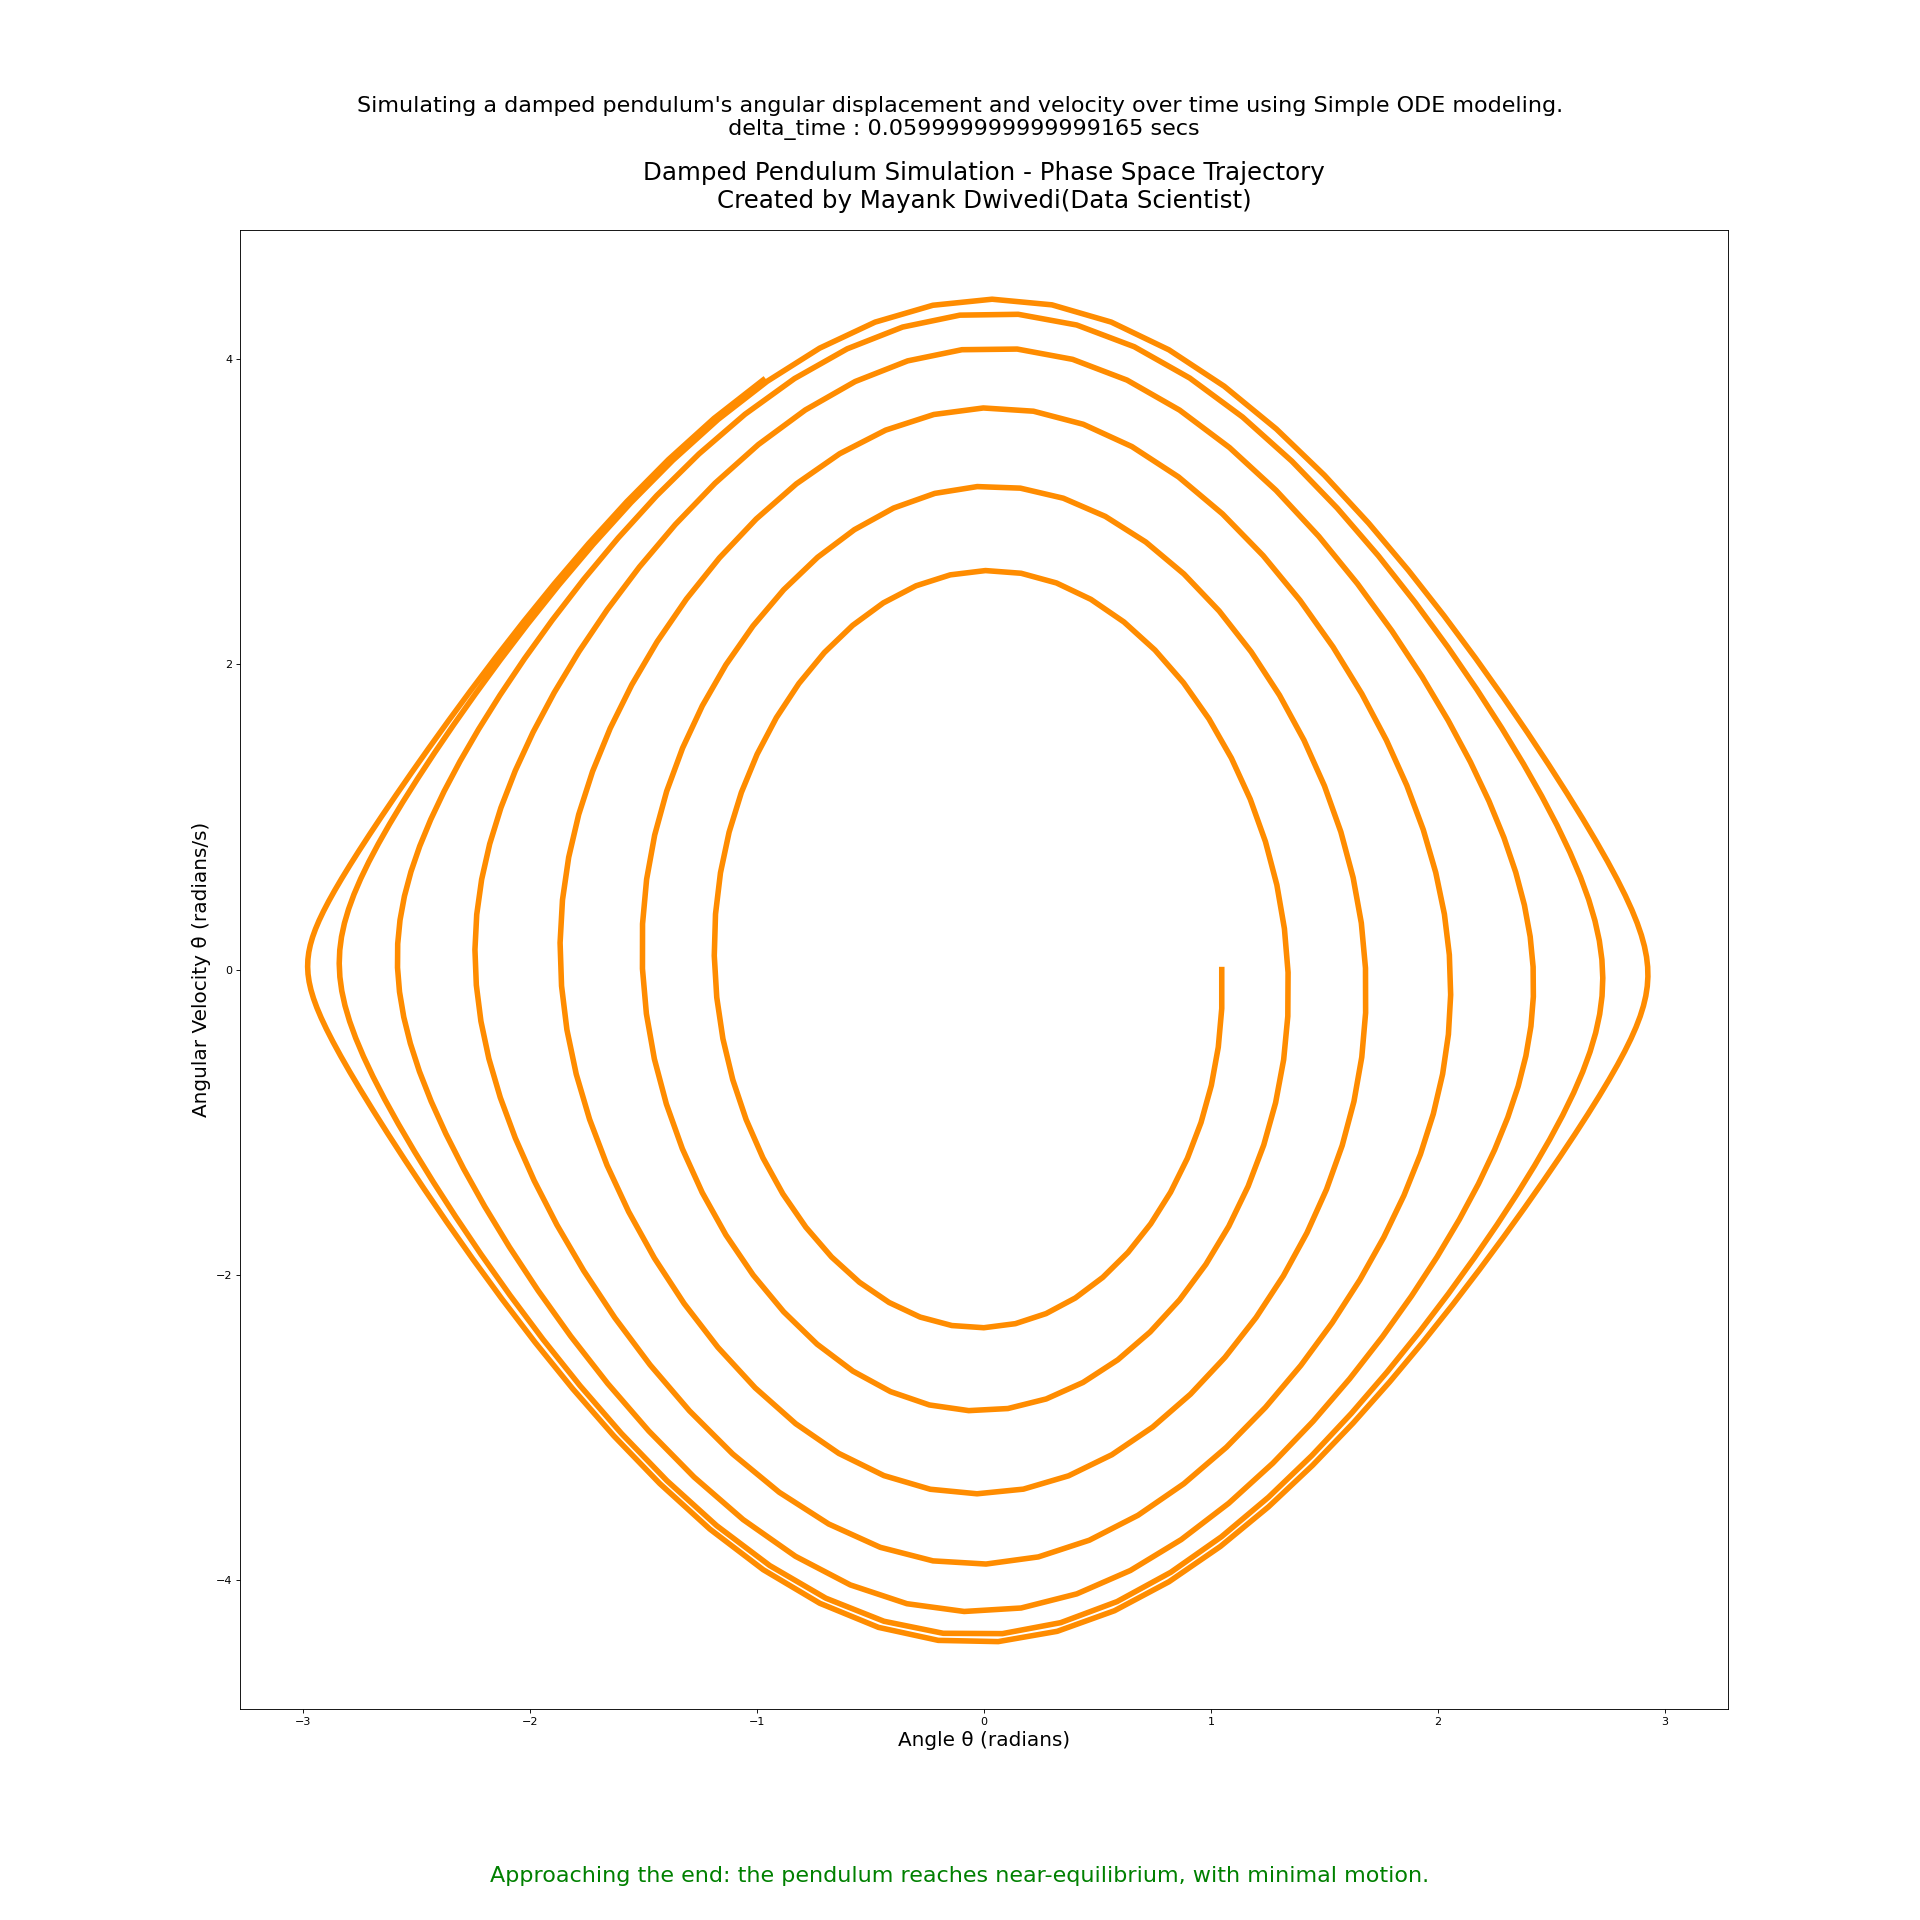 Simulating a damped pendulum's angular displacement and velocity over time using Simple ODE modeling.
delta_time : 0.059999999999999165 secs
Damped Pendulum Simulation - Phase Space Trajectory
Created by Mayank Dwivedi(Data Scientist)
Angular Velocity θ (radians/s)
4
2
0
−2
−4
−3
−2
−1
0
1
2
3
Angle θ (radians)
Approaching the end: the pendulum reaches near-equilibrium, with minimal motion.